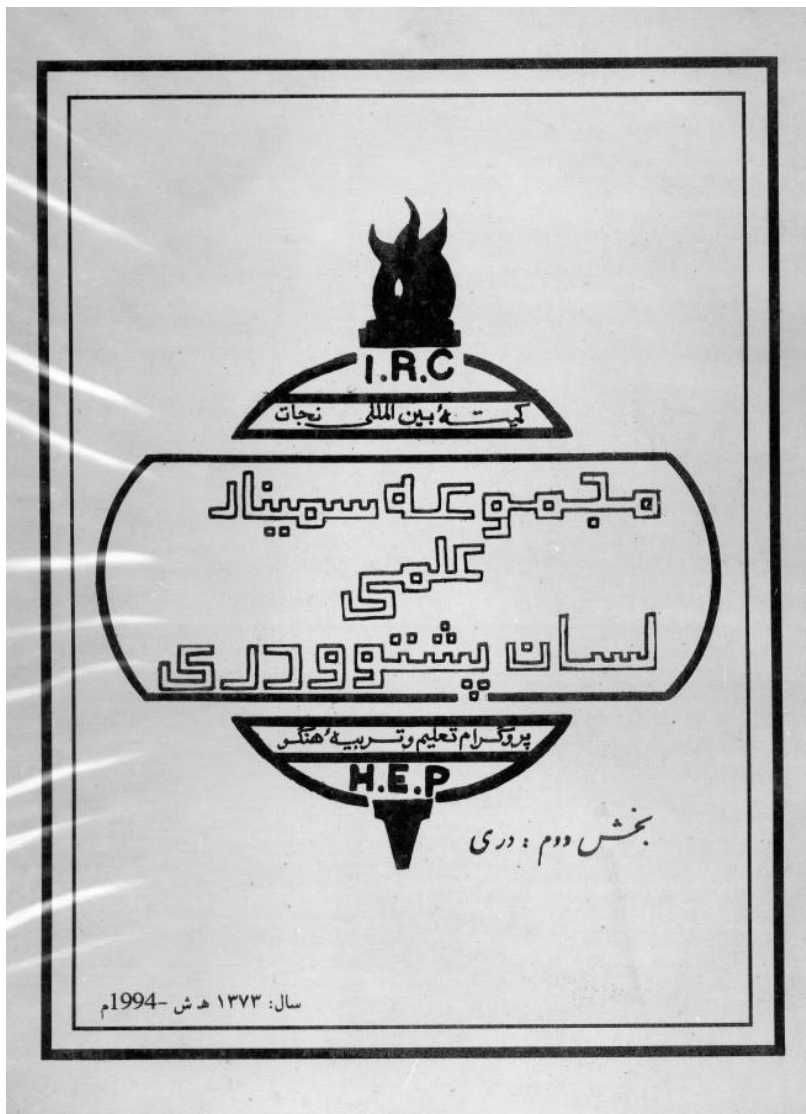 I.R.C
کمیتهٔ بین المللی نجات
مجموعه سمینار
علمی
لسان پشتو و دری
پروگرام تعلیم و تربیهٔ هنگو
H.E.P
بخش دوم : دری
سال: ۱۳۷۳ هـ ش -1994م